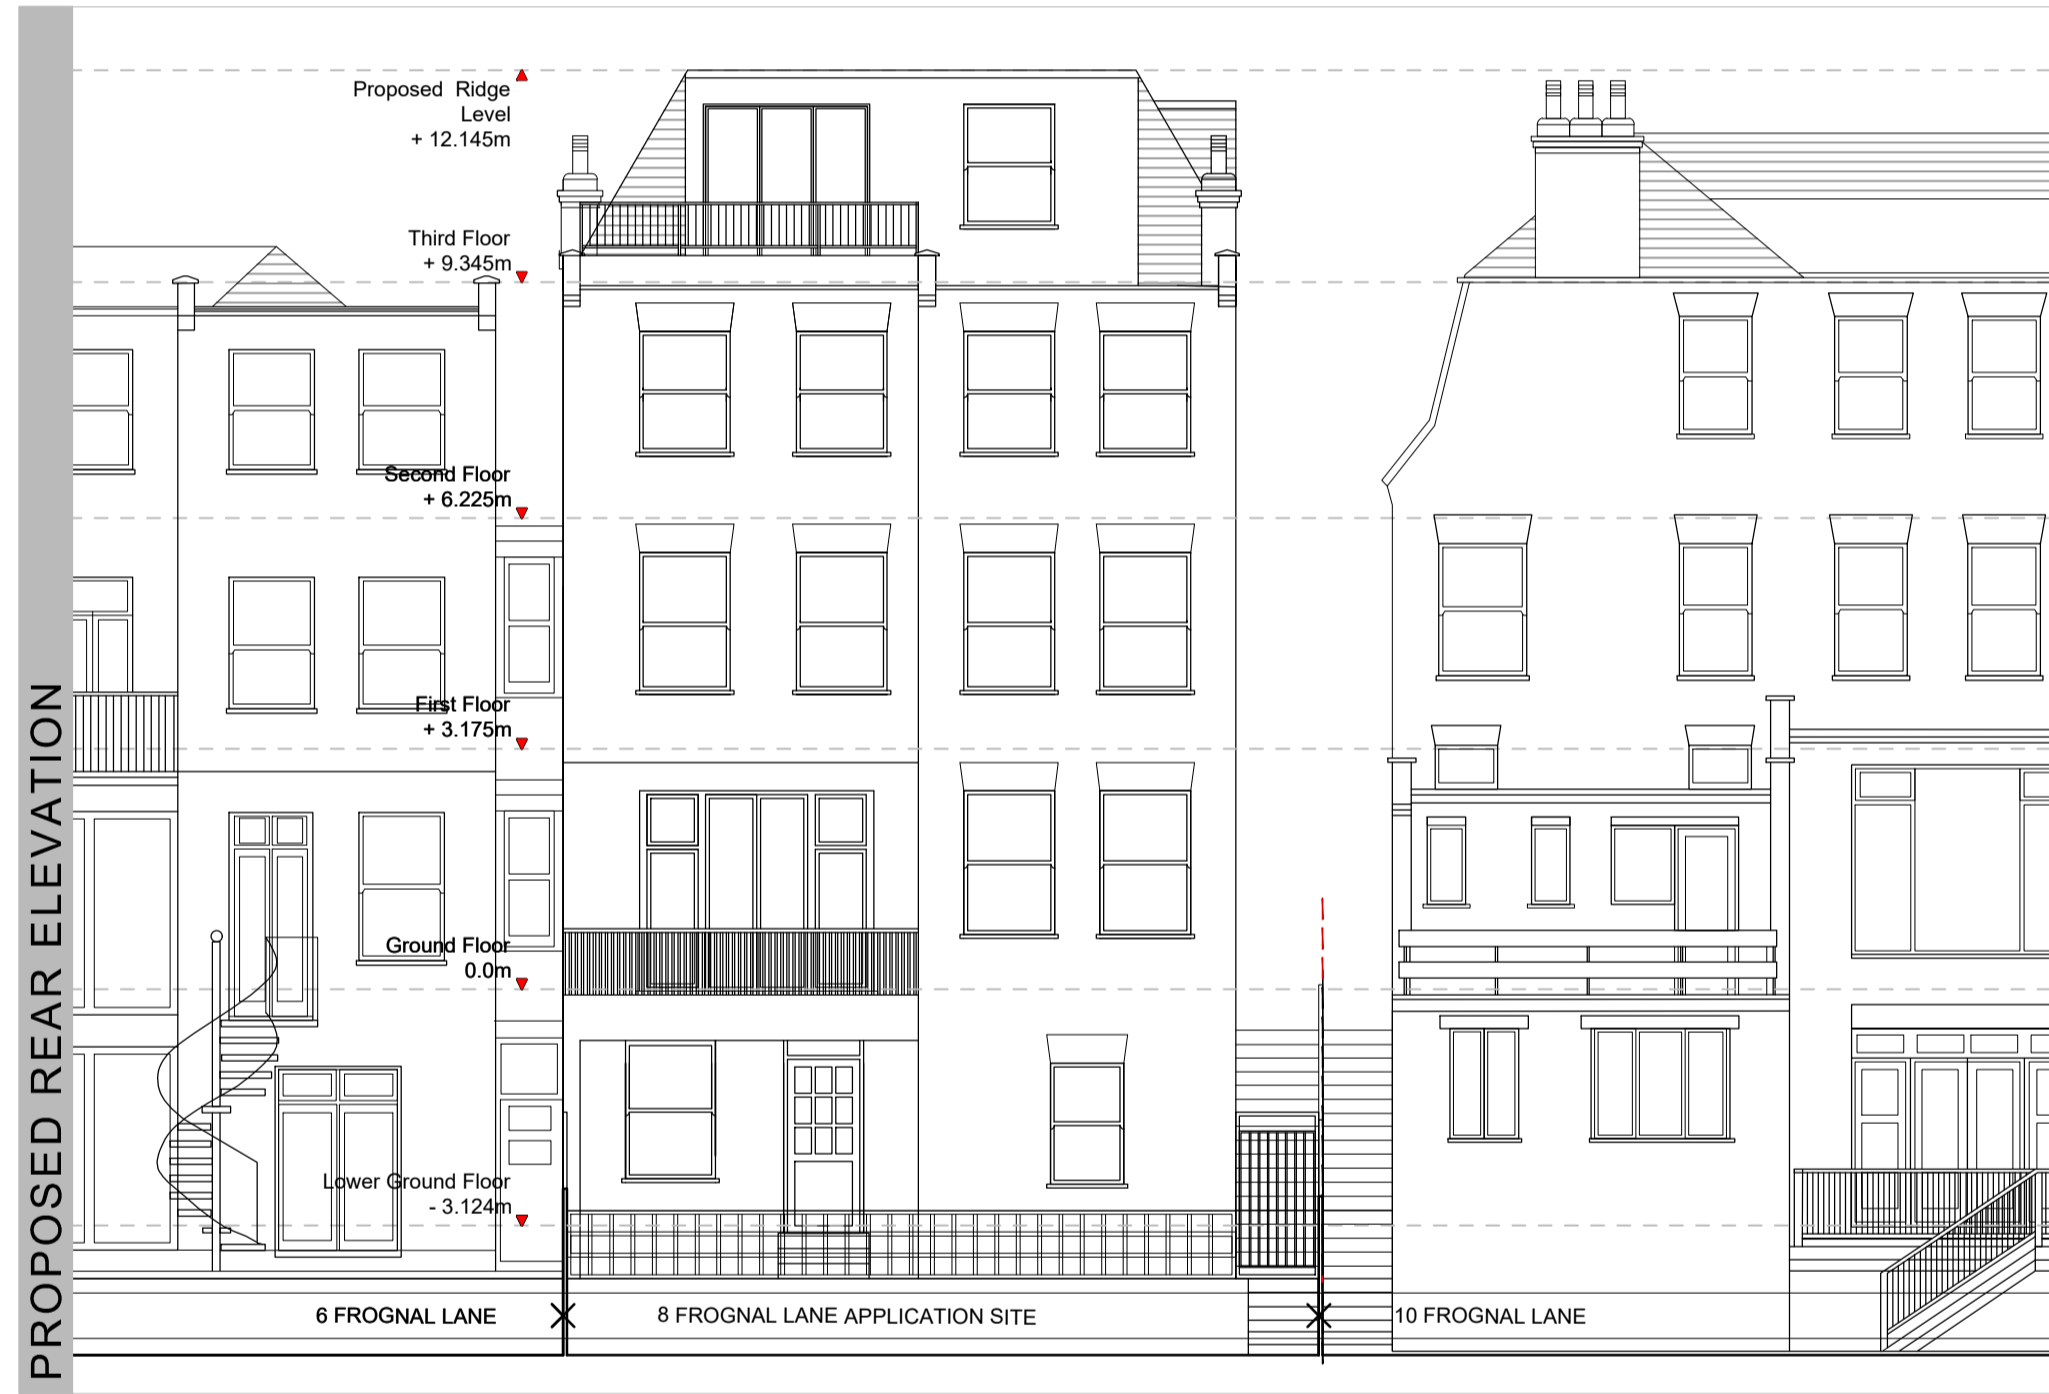 PROPOSED REAR ELEVATION
Proposed Ridge
Level
+ 12.145m
Third Floor
+ 9.345m
Second Floor
+ 6.225m
First Floor
+ 3.175m
Ground Floor
0.0m
Lower Ground Floor
- 3.124m
6 FROGNAL LANE
8 FROGNAL LANE APPLICATION SITE
10 FROGNAL LANE